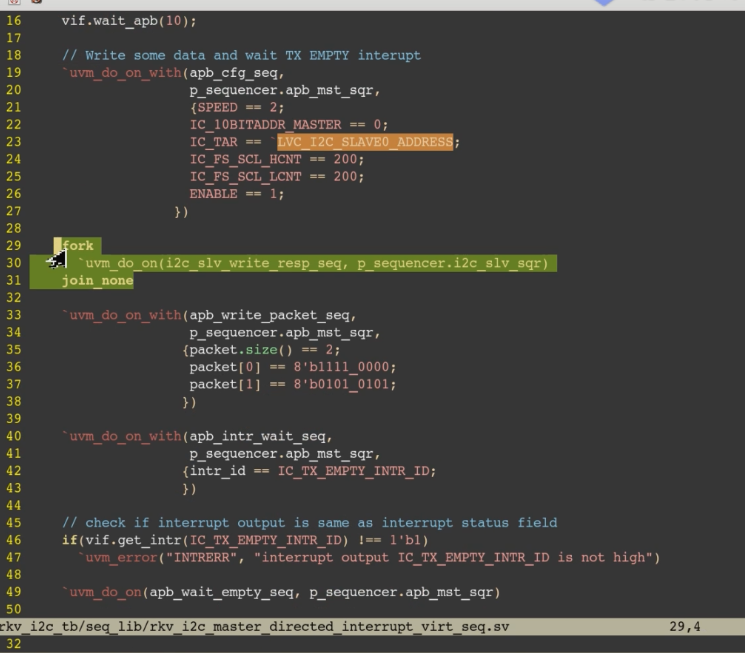 16     vif.wait_apb(10);
17
18     // Write some data and wait TX EMPTY interupt
19     `uvm_do_on_with(apb_cfg_seq,
20                     p_sequencer.apb_mst_sqr,
21                     {SPEED == 2;
22                     IC_10BITADDR_MASTER == 0;
23                     IC_TAR == `LVC_I2C_SLAVE0_ADDRESS;
24                     IC_FS_SCL_HCNT == 200;
25                     IC_FS_SCL_LCNT == 200;
26                     ENABLE == 1;
27                   })
28
29     fork
30       `uvm_do_on(i2c_slv_write_resp_seq, p_sequencer.i2c_slv_sqr)
31     join_none
32
33     `uvm_do_on_with(apb_write_packet_seq,
34                     p_sequencer.apb_mst_sqr,
35                    {packet.size() == 2;
36                     packet[0] == 8'b1111_0000;
37                     packet[1] == 8'b0101_0101;
38                    })
39
40     `uvm_do_on_with(apb_intr_wait_seq,
41                     p_sequencer.apb_mst_sqr,
42                    {intr_id == IC_TX_EMPTY_INTR_ID;
43                    })
44
45     // check if interrupt output is same as interrupt status field
46     if(vif.get_intr(IC_TX_EMPTY_INTR_ID) !== 1'b1)
47       `uvm_error("INTRERR", "interrupt output IC_TX_EMPTY_INTR_ID is not high")
48
49     `uvm_do_on(apb_wait_empty_seq, p_sequencer.apb_mst_sqr)
50
rkv_i2c_tb/seq_lib/rkv_i2c_master_directed_interrupt_virt_seq.sv 29,4
32